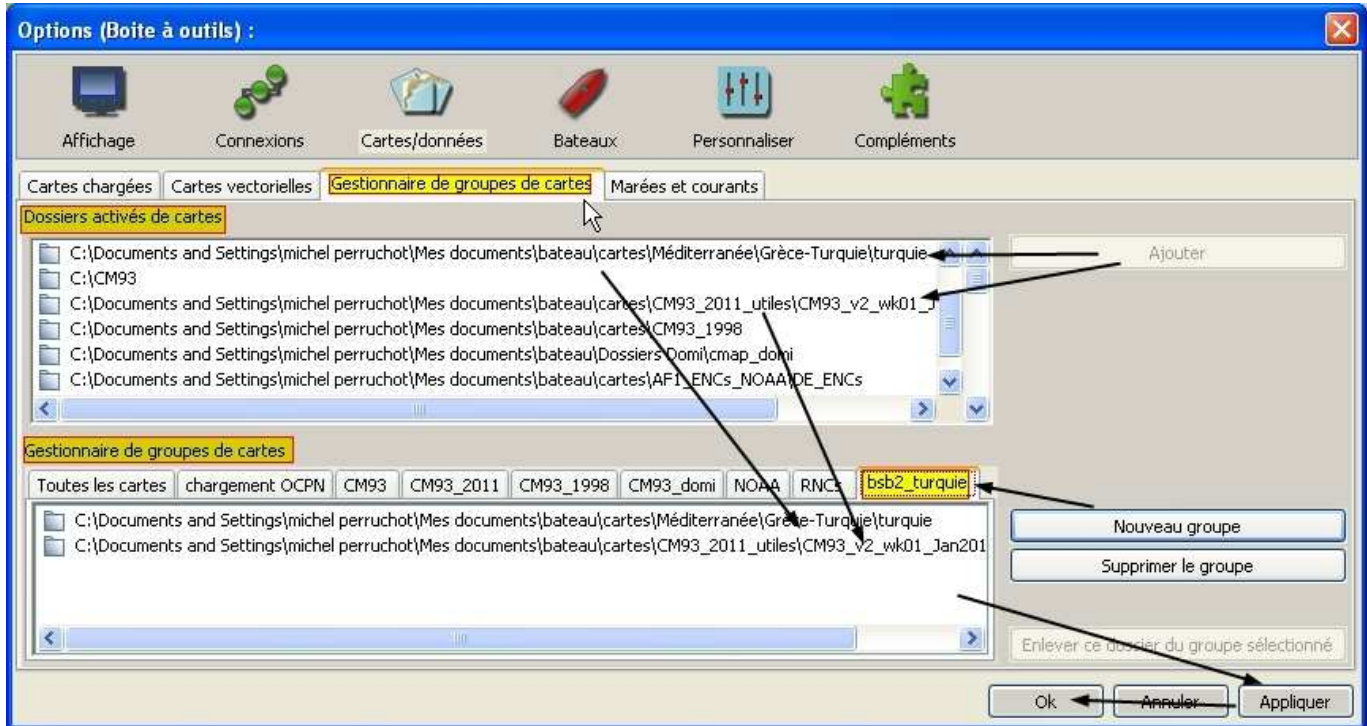 Options (Boite à outils) :
Affichage
Connexions
Cartes/données
Bateaux
Personnaliser
Compléments
Cartes chargées
Cartes vectorielles
Gestionnaire de groupes de cartes
Marées et courants
Dossiers activés de cartes
C:\Documents and Settings\michel perruchot\Mes documents\bateau\cartes\Méditerranée\Grèce-Turquie\turquie
C:\CM93
C:\Documents and Settings\michel perruchot\Mes documents\bateau\cartes\CM93_2011_utiles\CM93_v2_wk01_J
C:\Documents and Settings\michel perruchot\Mes documents\bateau\cartes\CM93_1998
C:\Documents and Settings\michel perruchot\Mes documents\bateau\Dossiers Domi\cmap_domi
C:\Documents and Settings\michel perruchot\Mes documents\bateau\cartes\AF1_ENCs_NOAA\DE_ENCs
Ajouter
Gestionnaire de groupes de cartes
Toutes les cartes
chargement OCPN
CM93
CM93_2011
CM93_1998
CM93_domi
NOAA
RNCs
bsb2_turquie
C:\Documents and Settings\michel perruchot\Mes documents\bateau\cartes\Méditerranée\Grèce-Turquie\turquie
C:\Documents and Settings\michel perruchot\Mes documents\bateau\cartes\CM93_2011_utiles\CM93_v2_wk01_Jan201
Nouveau groupe
Supprimer le groupe
Enlever ce dossier du groupe sélectionné
Ok
Annuler
Appliquer